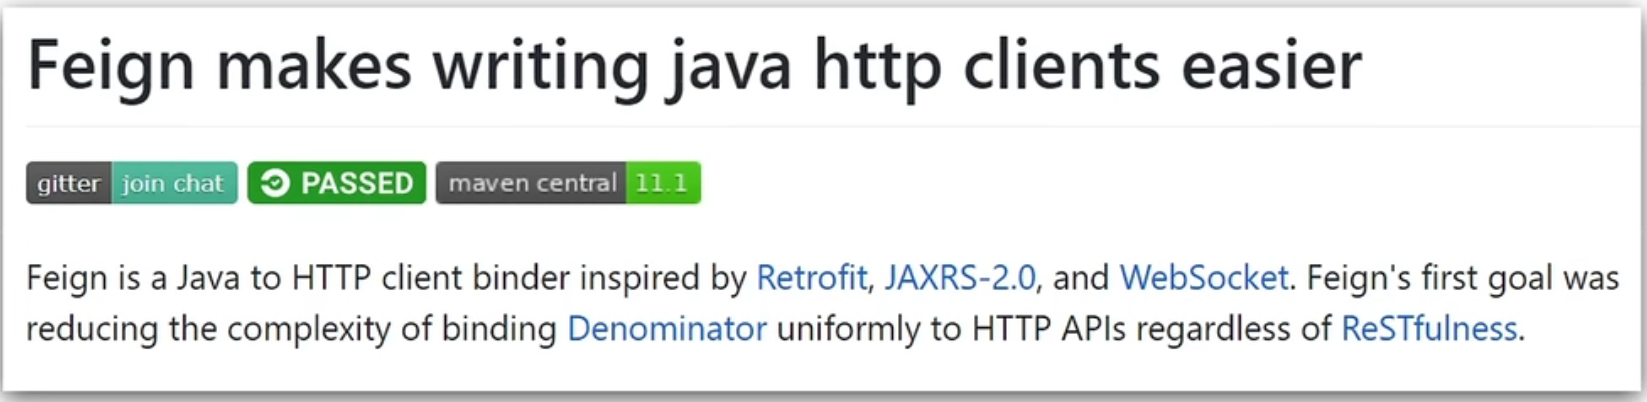 Feign makes writing java http clients easier
gitter join chat PASSED maven central 11.1
Feign is a Java to HTTP client binder inspired by Retrofit, JAXRS-2.0, and WebSocket. Feign's first goal was
reducing the complexity of binding Denominator uniformly to HTTP APIs regardless of ReSTfulness.